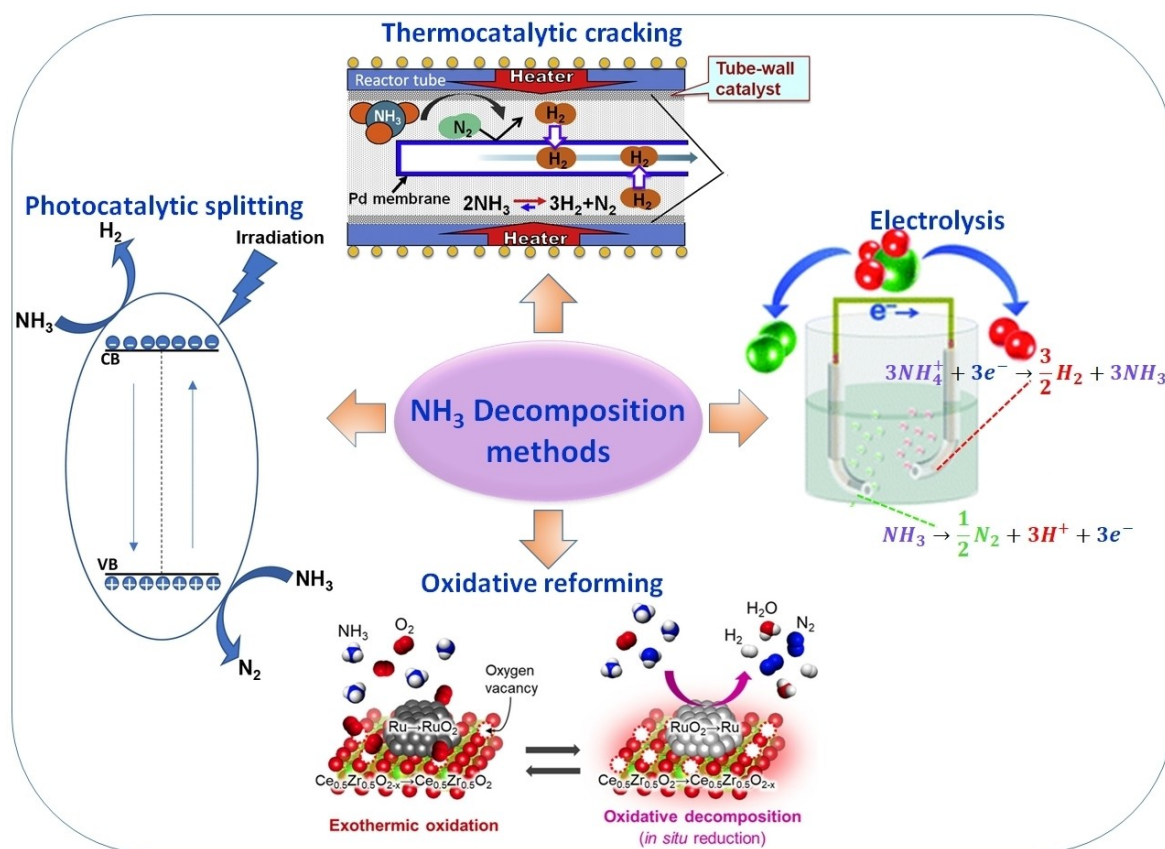 Thermocatalytic cracking
Reactor tube
Heater
Tube-wall
catalyst
NH₃
N₂
H₂
H₂
H₂
H₂
Pd membrane
2NH₃ ⇄ 3H₂+N₂
Heater
Photocatalytic splitting
H₂
Irradiation
NH₃
CB
VB
NH₃
N₂
Electrolysis
e⁻→
3NH₄⁺ + 3e⁻ → 3/2 H₂ + 3NH₃
NH₃ → 1/2 N₂ + 3H⁺ + 3e⁻
NH₃ Decomposition
methods
Oxidative reforming
NH₃
O₂
Oxygen
vacancy
Ru→RuO₂
Ce₀.₅Zr₀.₅O₂₋ₓ→Ce₀.₅Zr₀.₅O₂
Exothermic oxidation
H₂O
H₂
N₂
RuO₂→Ru
Ce₀.₅Zr₀.₅O₂→Ce₀.₅Zr₀.₅O₂₋ₓ
Oxidative decomposition
(in situ reduction)